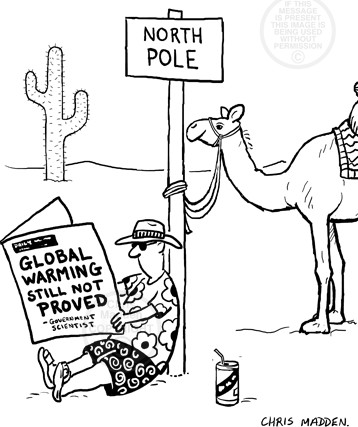 IF THIS
MESSAGE
IS PRESENT
THIS IMAGE IS
BEING USED
WITHOUT
PERMISSION
NORTH
POLE
DAILY
GLOBAL
WARMING
STILL NOT
PROVED
- GOVERNMENT
SCIENTIST
CHRIS MADDEN.